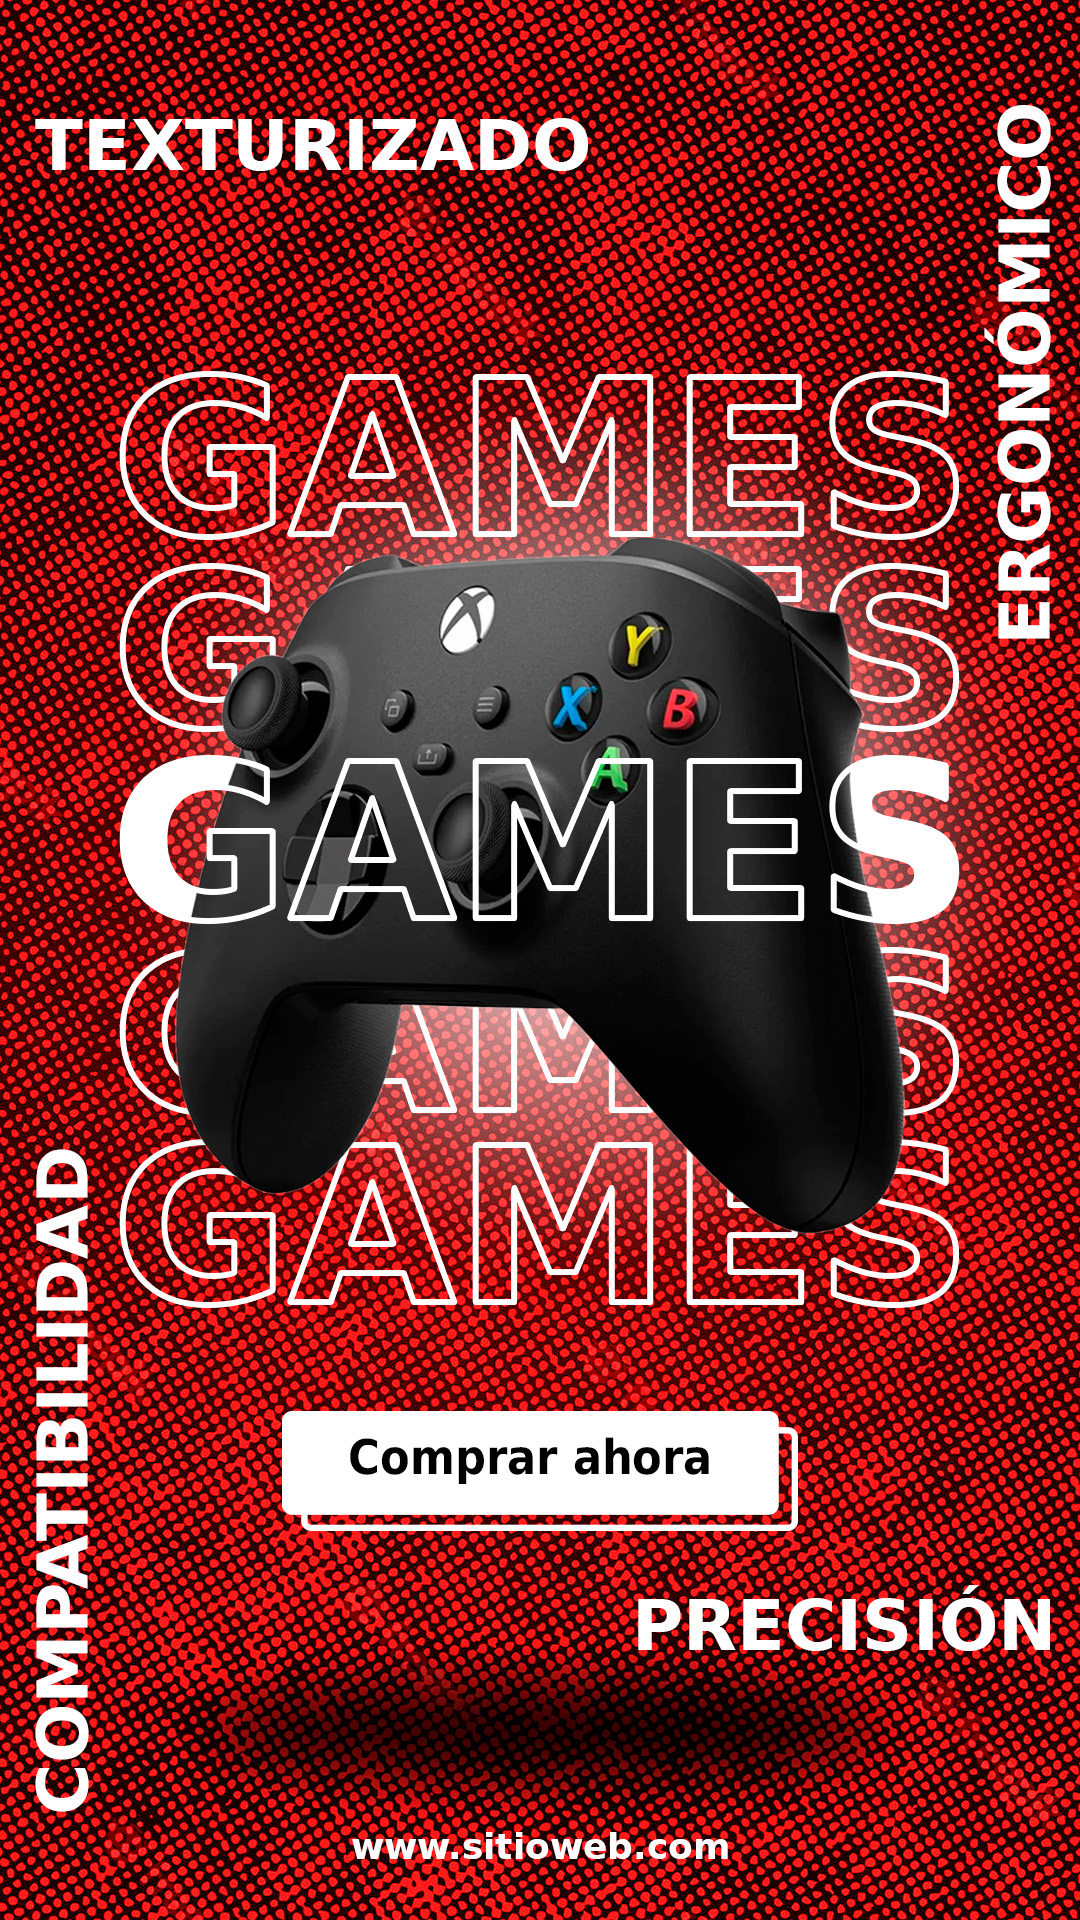 TEXTURIZADO
ERGONÓMICO
GAMES
GAMES
Y
X
B
A
GAMES
GAMES
GAMES
COMPATIBILIDAD
Comprar ahora
PRECISIÓN
www.sitioweb.com